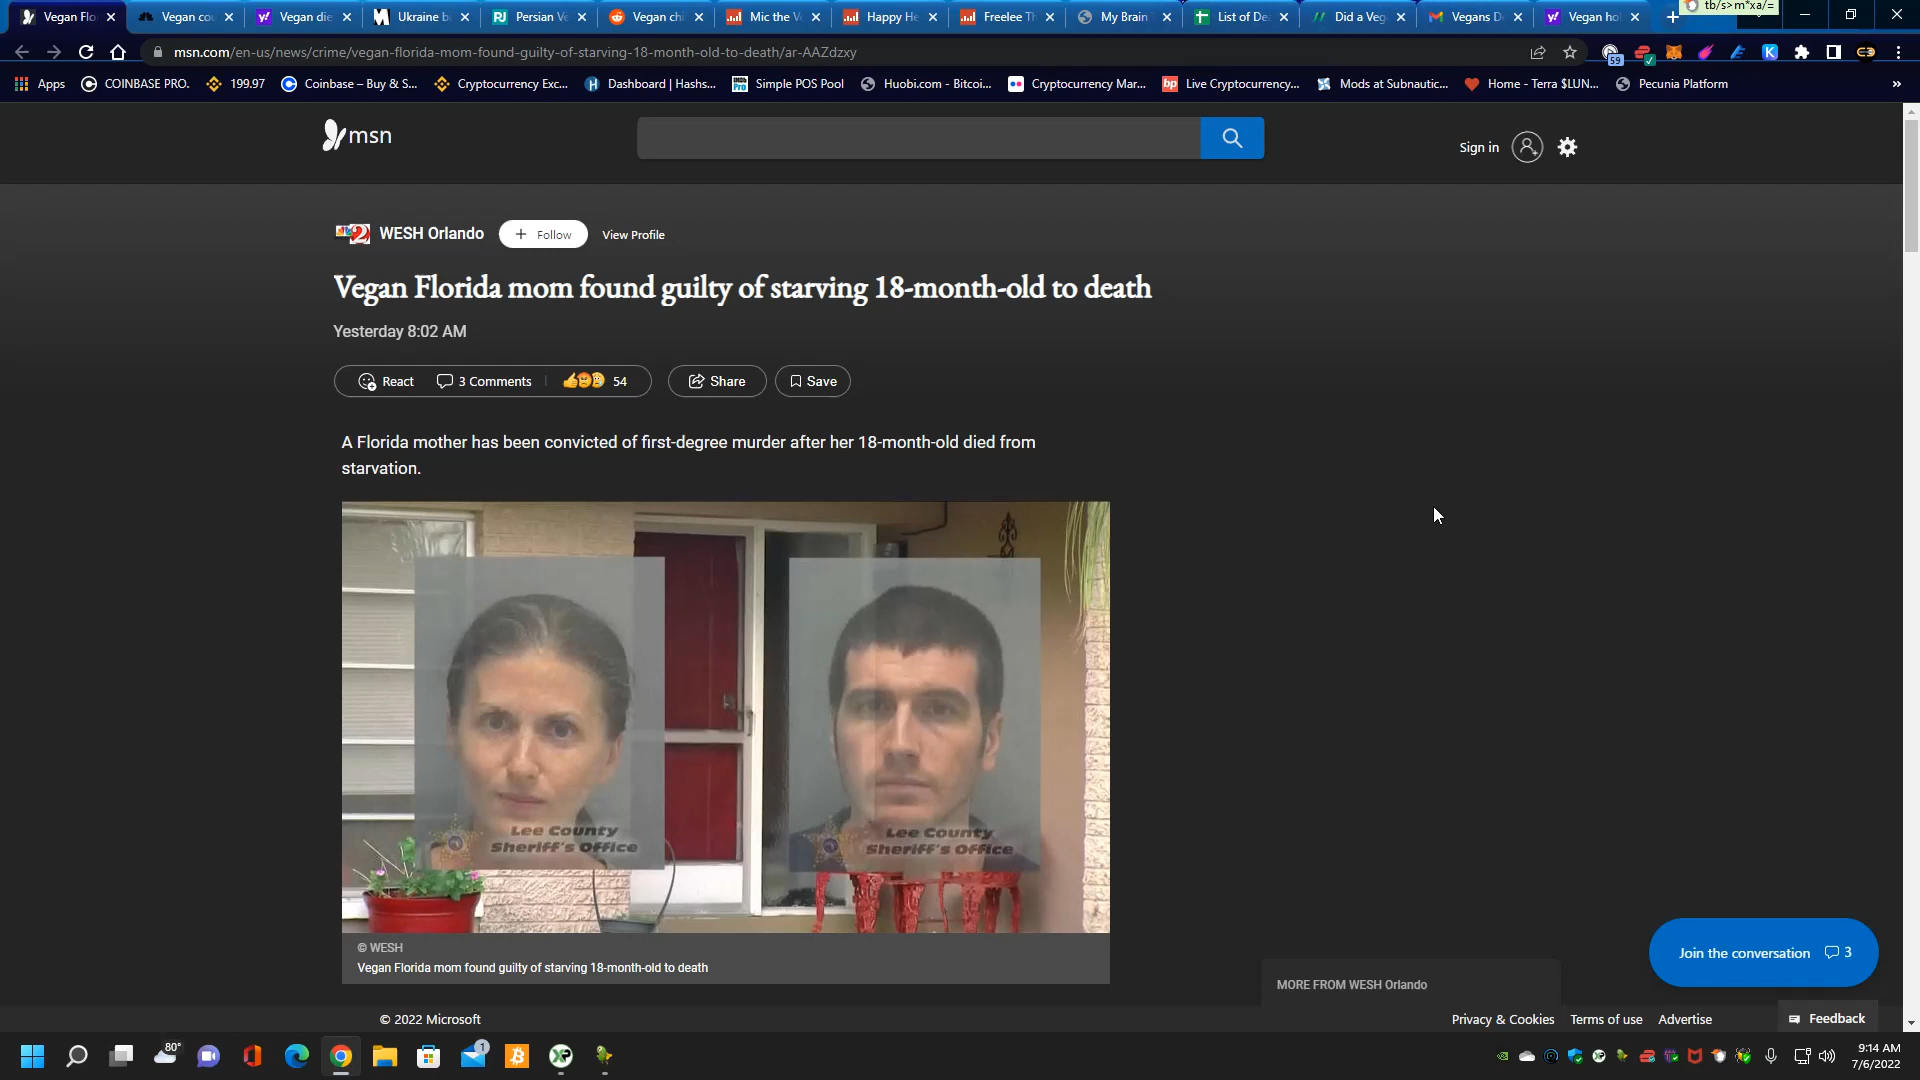 Vegan Flo
Vegan cou
Vegan die
Ukraine b
Persian Ve
Vegan chi
Mic the V
Happy He
Freelee Th
My Brain
List of De
Did a Veg
Vegans D
Vegan ho
tb/s>m*xa/=
msn.com/en-us/news/crime/vegan-florida-mom-found-guilty-of-starving-18-month-old-to-death/ar-AAZdzxy
59
Apps
COINBASE PRO.
199.97
Coinbase – Buy & S...
Cryptocurrency Exc...
Dashboard | Hashs...
Simple POS Pool
Huobi.com - Bitcoi...
Cryptocurrency Mar...
Live Cryptocurrency...
Mods at Subnautic...
Home - Terra $LUN...
Pecunia Platform
»
msn
Sign in
WESH Orlando
+ Follow
View Profile
Vegan Florida mom found guilty of starving 18-month-old to death
Yesterday 8:02 AM
React
3 Comments
54
Share
Save
A Florida mother has been convicted of first-degree murder after her 18-month-old died from
starvation.
Lee County
Sheriff's Office
Lee County
Sheriff's Office
© WESH
Vegan Florida mom found guilty of starving 18-month-old to death
Join the conversation 3
MORE FROM WESH Orlando
© 2022 Microsoft
Privacy & Cookies
Terms of use
Advertise
Feedback
80°
1
9:14 AM
7/6/2022